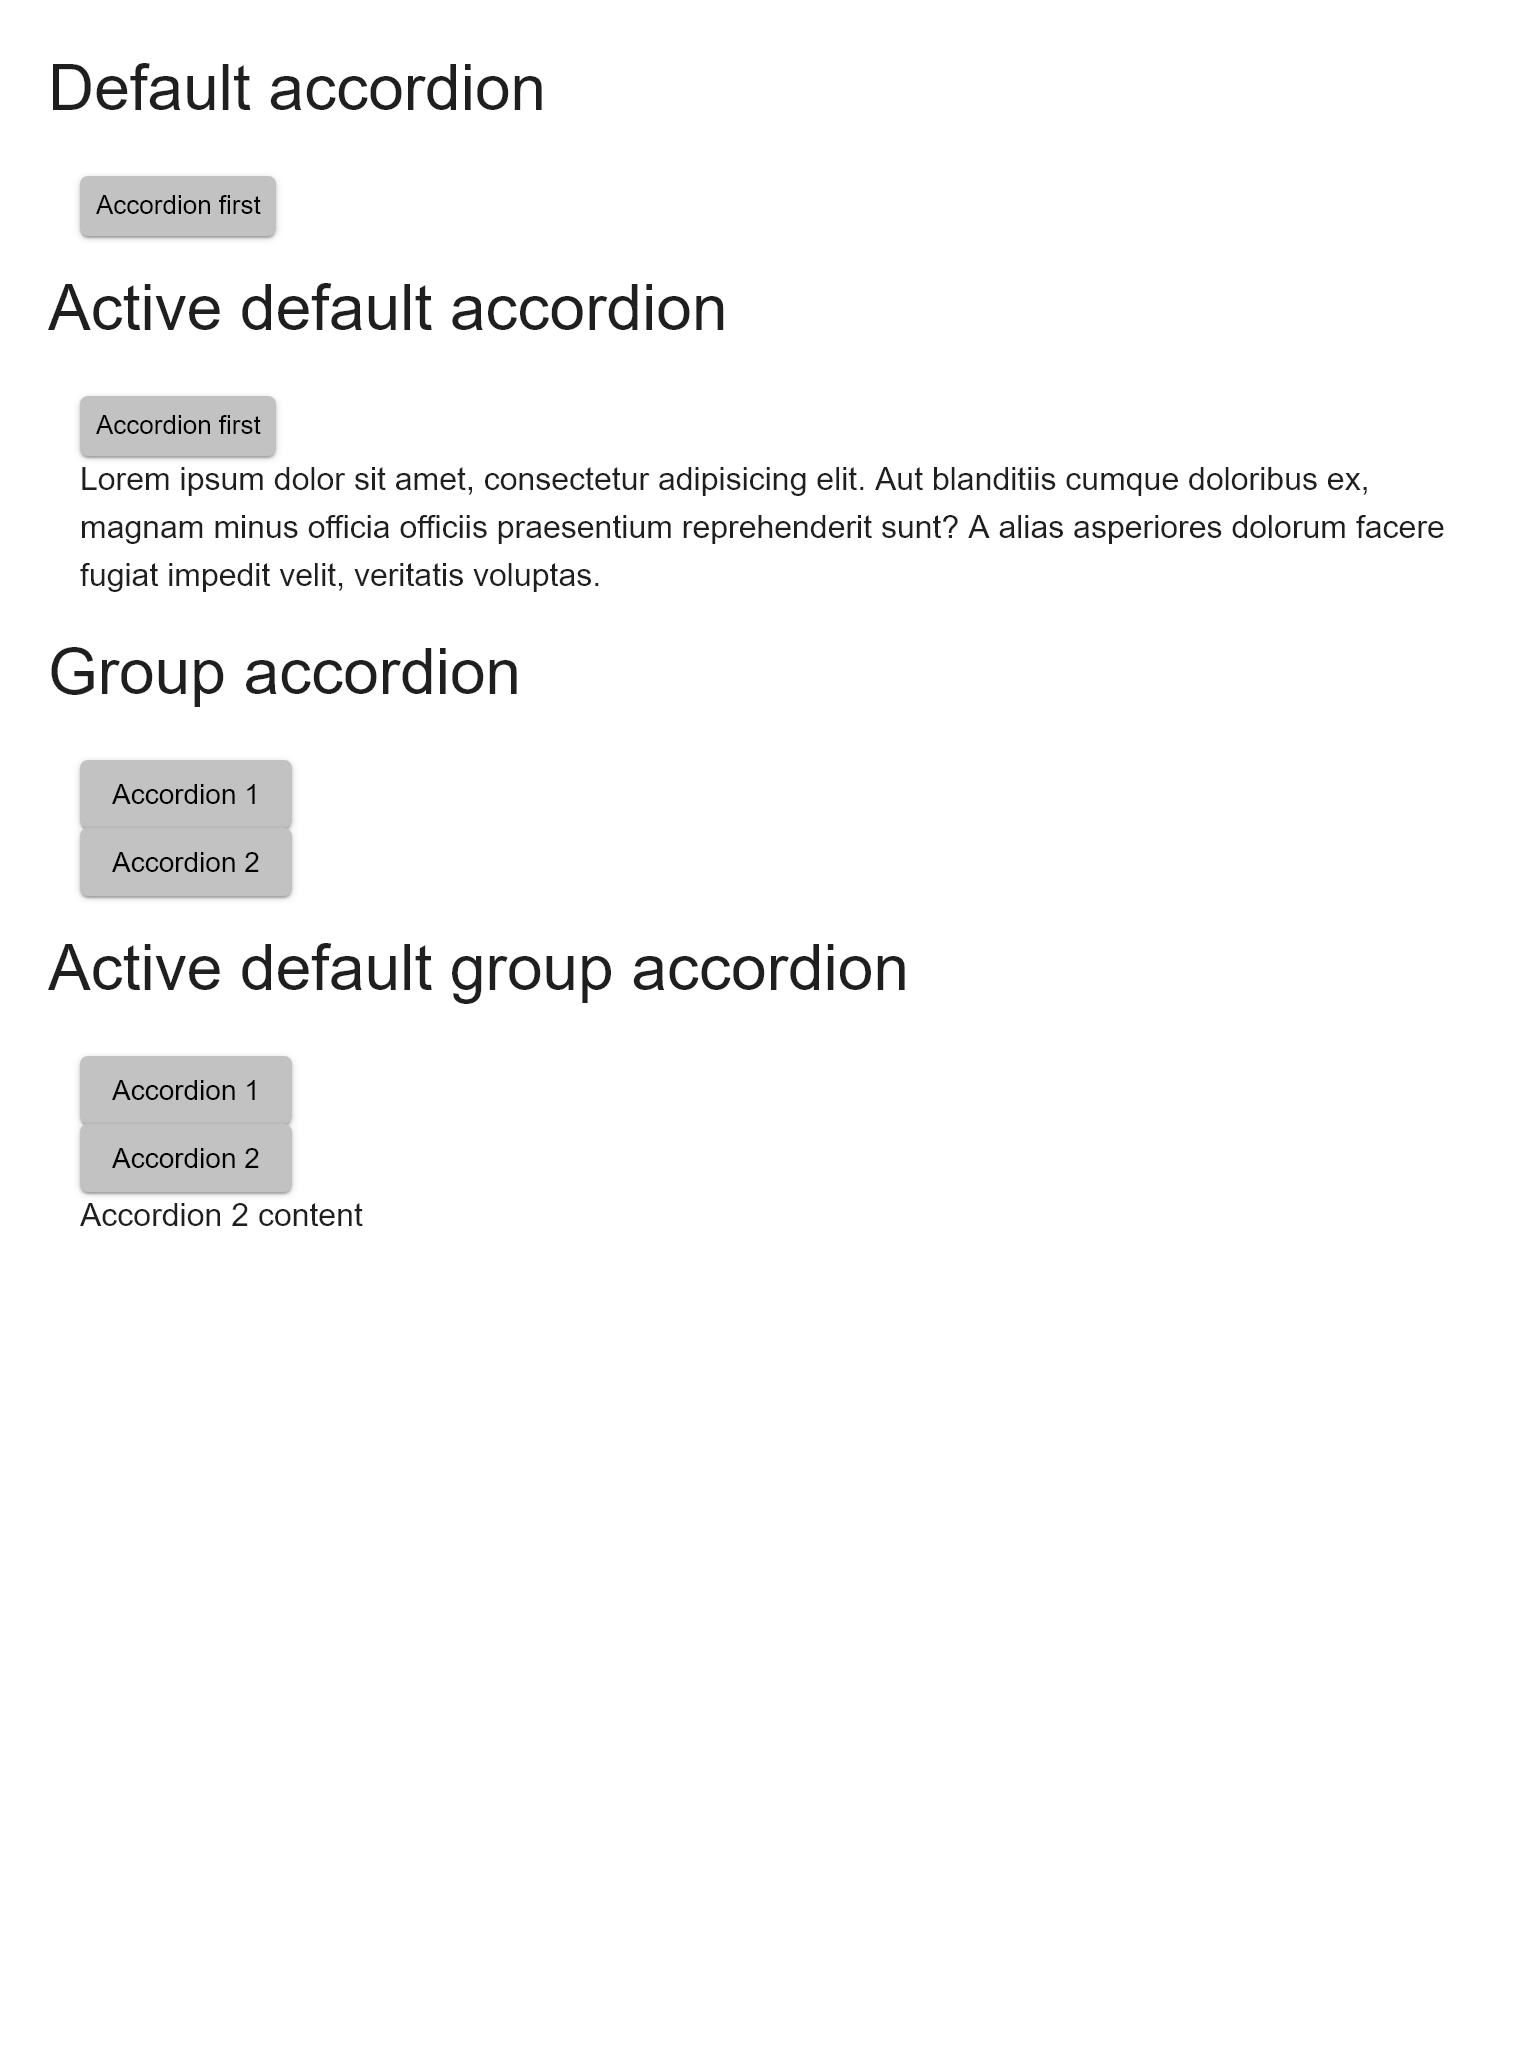 Default accordion
Accordion first
Active default accordion
Accordion first
Lorem ipsum dolor sit amet, consectetur adipisicing elit. Aut blanditiis cumque doloribus ex,
magnam minus officia officiis praesentium reprehenderit sunt? A alias asperiores dolorum facere
fugiat impedit velit, veritatis voluptas.
Group accordion
Accordion 1
Accordion 2
Active default group accordion
Accordion 1
Accordion 2
Accordion 2 content